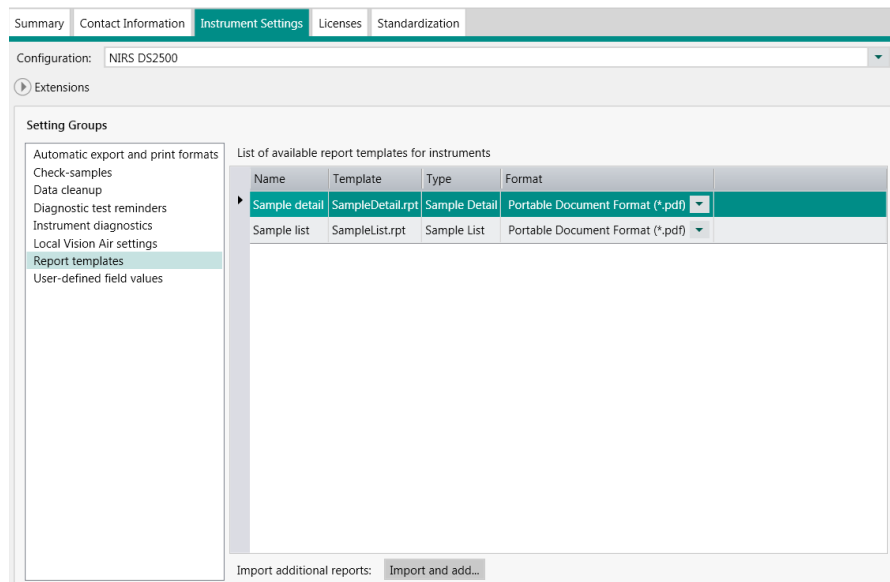 Summary Contact Information Instrument Settings Licenses Standardization
Configuration: NIRS DS2500
Extensions
Setting Groups
Automatic export and print formats
Check-samples
Data cleanup
Diagnostic test reminders
Instrument diagnostics
Local Vision Air settings
Report templates
User-defined field values
List of available report templates for instruments
Name Template Type Format
Sample detail SampleDetail.rpt Sample Detail Portable Document Format (*.pdf)
Sample list SampleList.rpt Sample List Portable Document Format (*.pdf)
Import additional reports: Import and add...